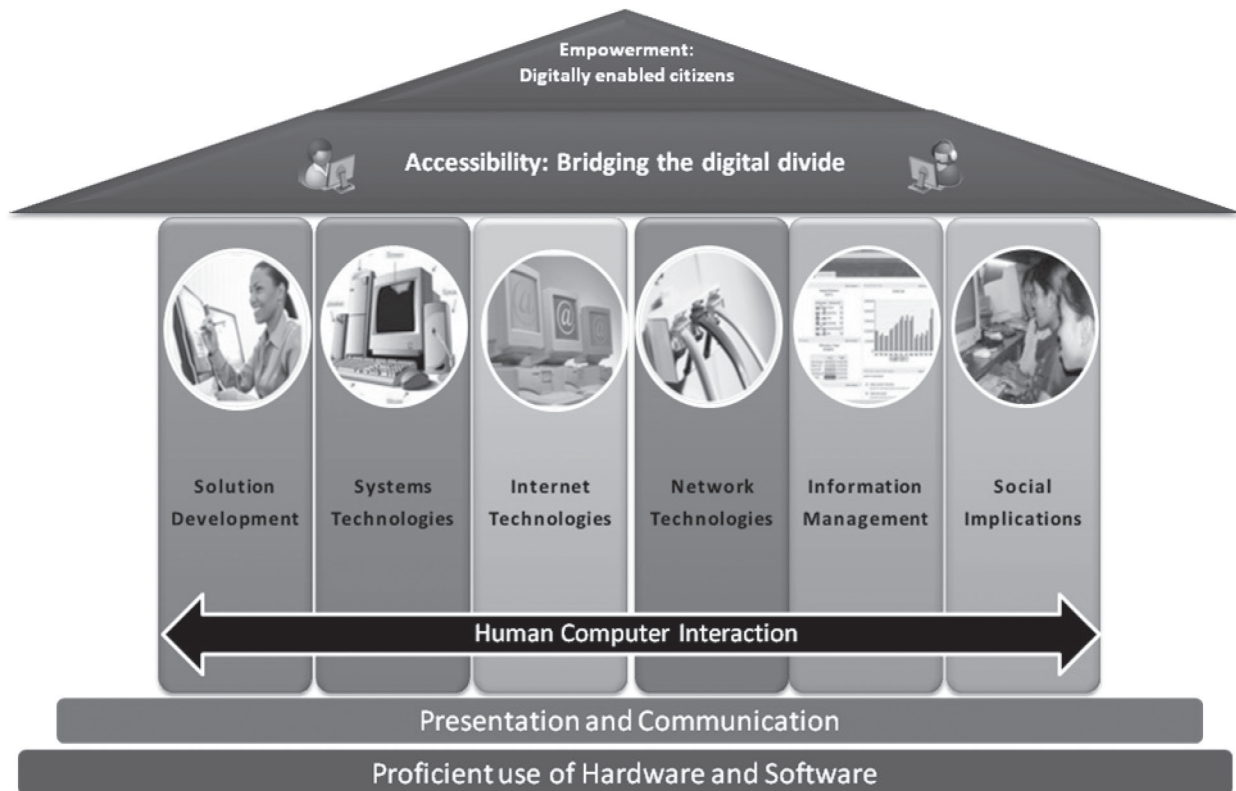 Empowerment:
Digitally enabled citizens
Accessibility: Bridging the digital divide
Solution
Development
Systems
Technologies
Internet
Technologies
Network
Technologies
Information
Management
Social
Implications
Human Computer Interaction
Presentation and Communication
Proficient use of Hardware and Software